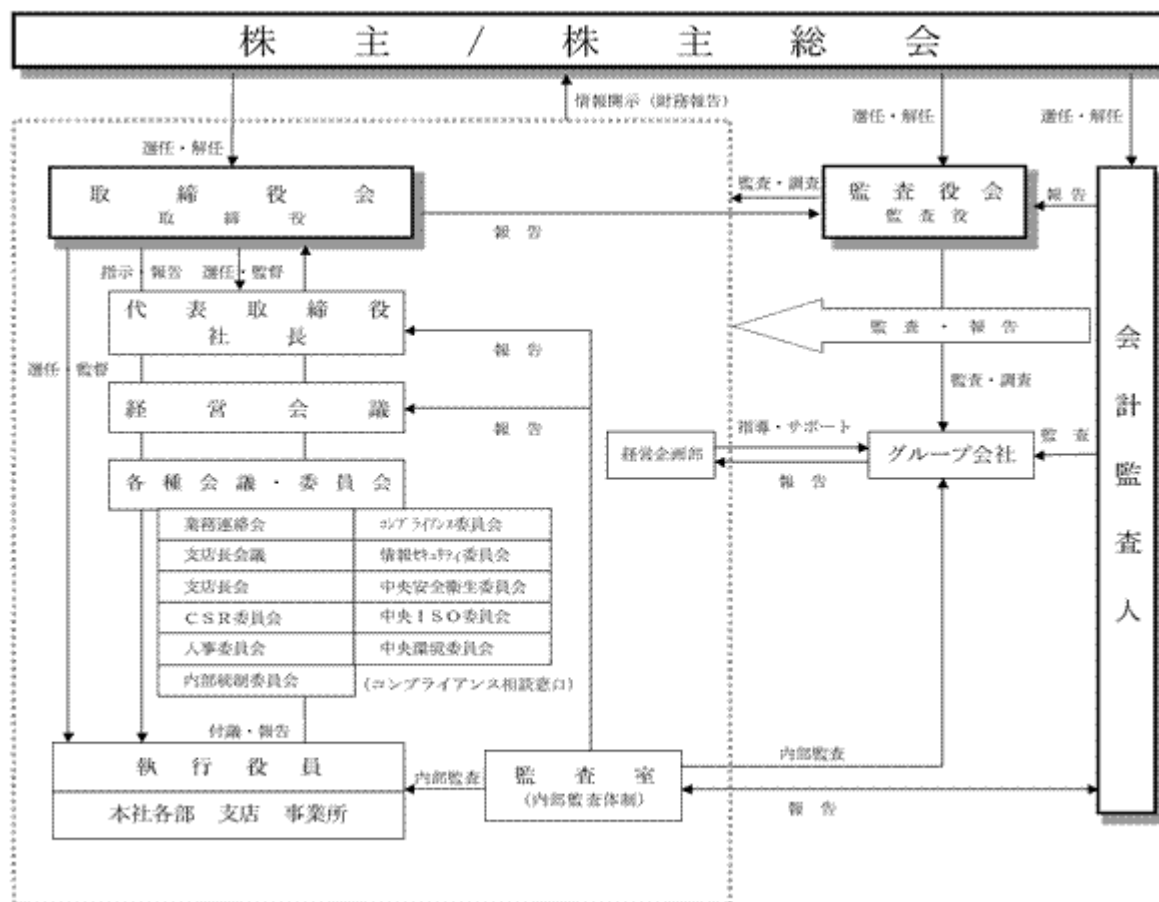 株主/株主総会
情報開示(財務報告)
選任・解任
選任・解任
選任・解任
取締役会
取締役
監査・調査
監査役会
監査役
報告
報告
指示・報告
選任・監督
代表取締役
社長
報告
監査・報告
会計監査人
選任・監督
監査・調査
経営会議
報告
経営企画部
指導・サポート
報告
グループ会社
監査
各種会議・委員会
業務連絡会
コンプライアンス委員会
支店長会議
情報セキュリティ委員会
支店長会
中央安全衛生委員会
CSR委員会
中央ISO委員会
人事委員会
中央環境委員会
内部統制委員会
(コンプライアンス相談窓口)
付議・報告
執行役員
本社各部 支店 事業所
内部監査
監査室
(内部監査体制)
内部監査
報告